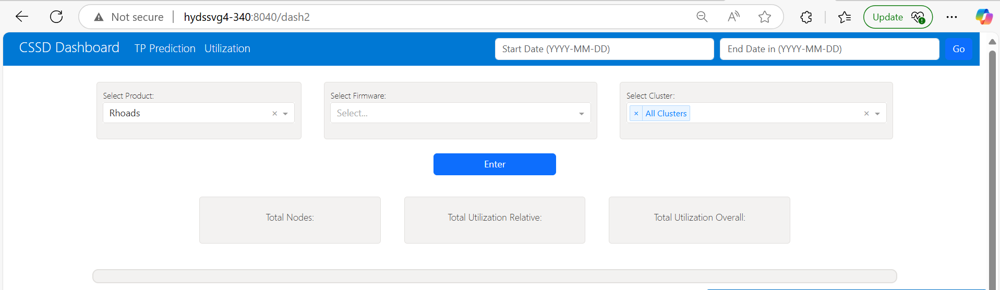 Not secure hydssvg4-340:8040/dash2 Update
CSSD Dashboard TP Prediction Utilization Start Date (YYYY-MM-DD) End Date in (YYYY-MM-DD) Go
Select Product: Select Firmware: Select Cluster:
Rhoads × Select... × All Clusters ×
Enter
Total Nodes: Total Utilization Relative: Total Utilization Overall: